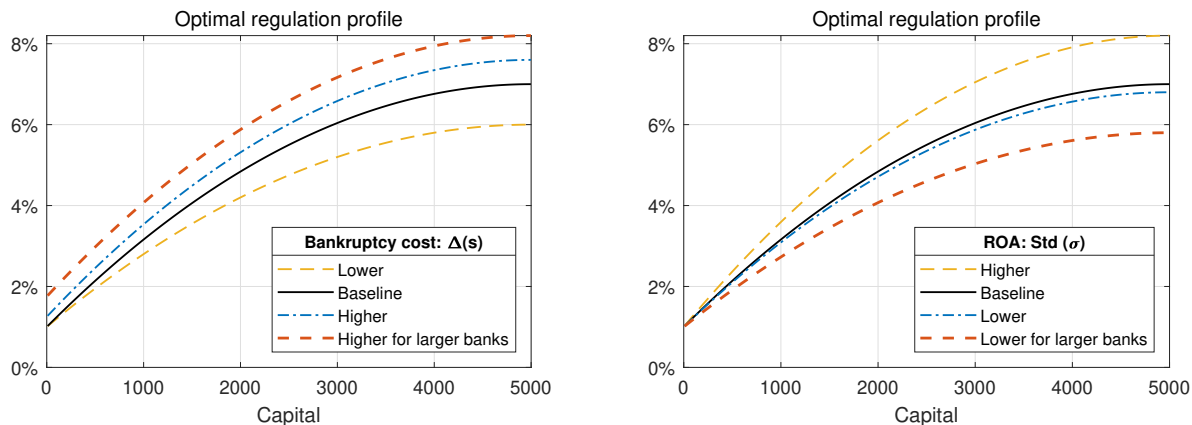 Optimal regulation profile
8%
6%
4%
2%
0%
Bankruptcy cost: Δ(s)
Lower
Baseline
Higher
Higher for larger banks
0 1000 2000 3000 4000 5000
Capital
Optimal regulation profile
8%
6%
4%
2%
0%
ROA: Std (σ)
Higher
Baseline
Lower
Lower for larger banks
0 1000 2000 3000 4000 5000
Capital